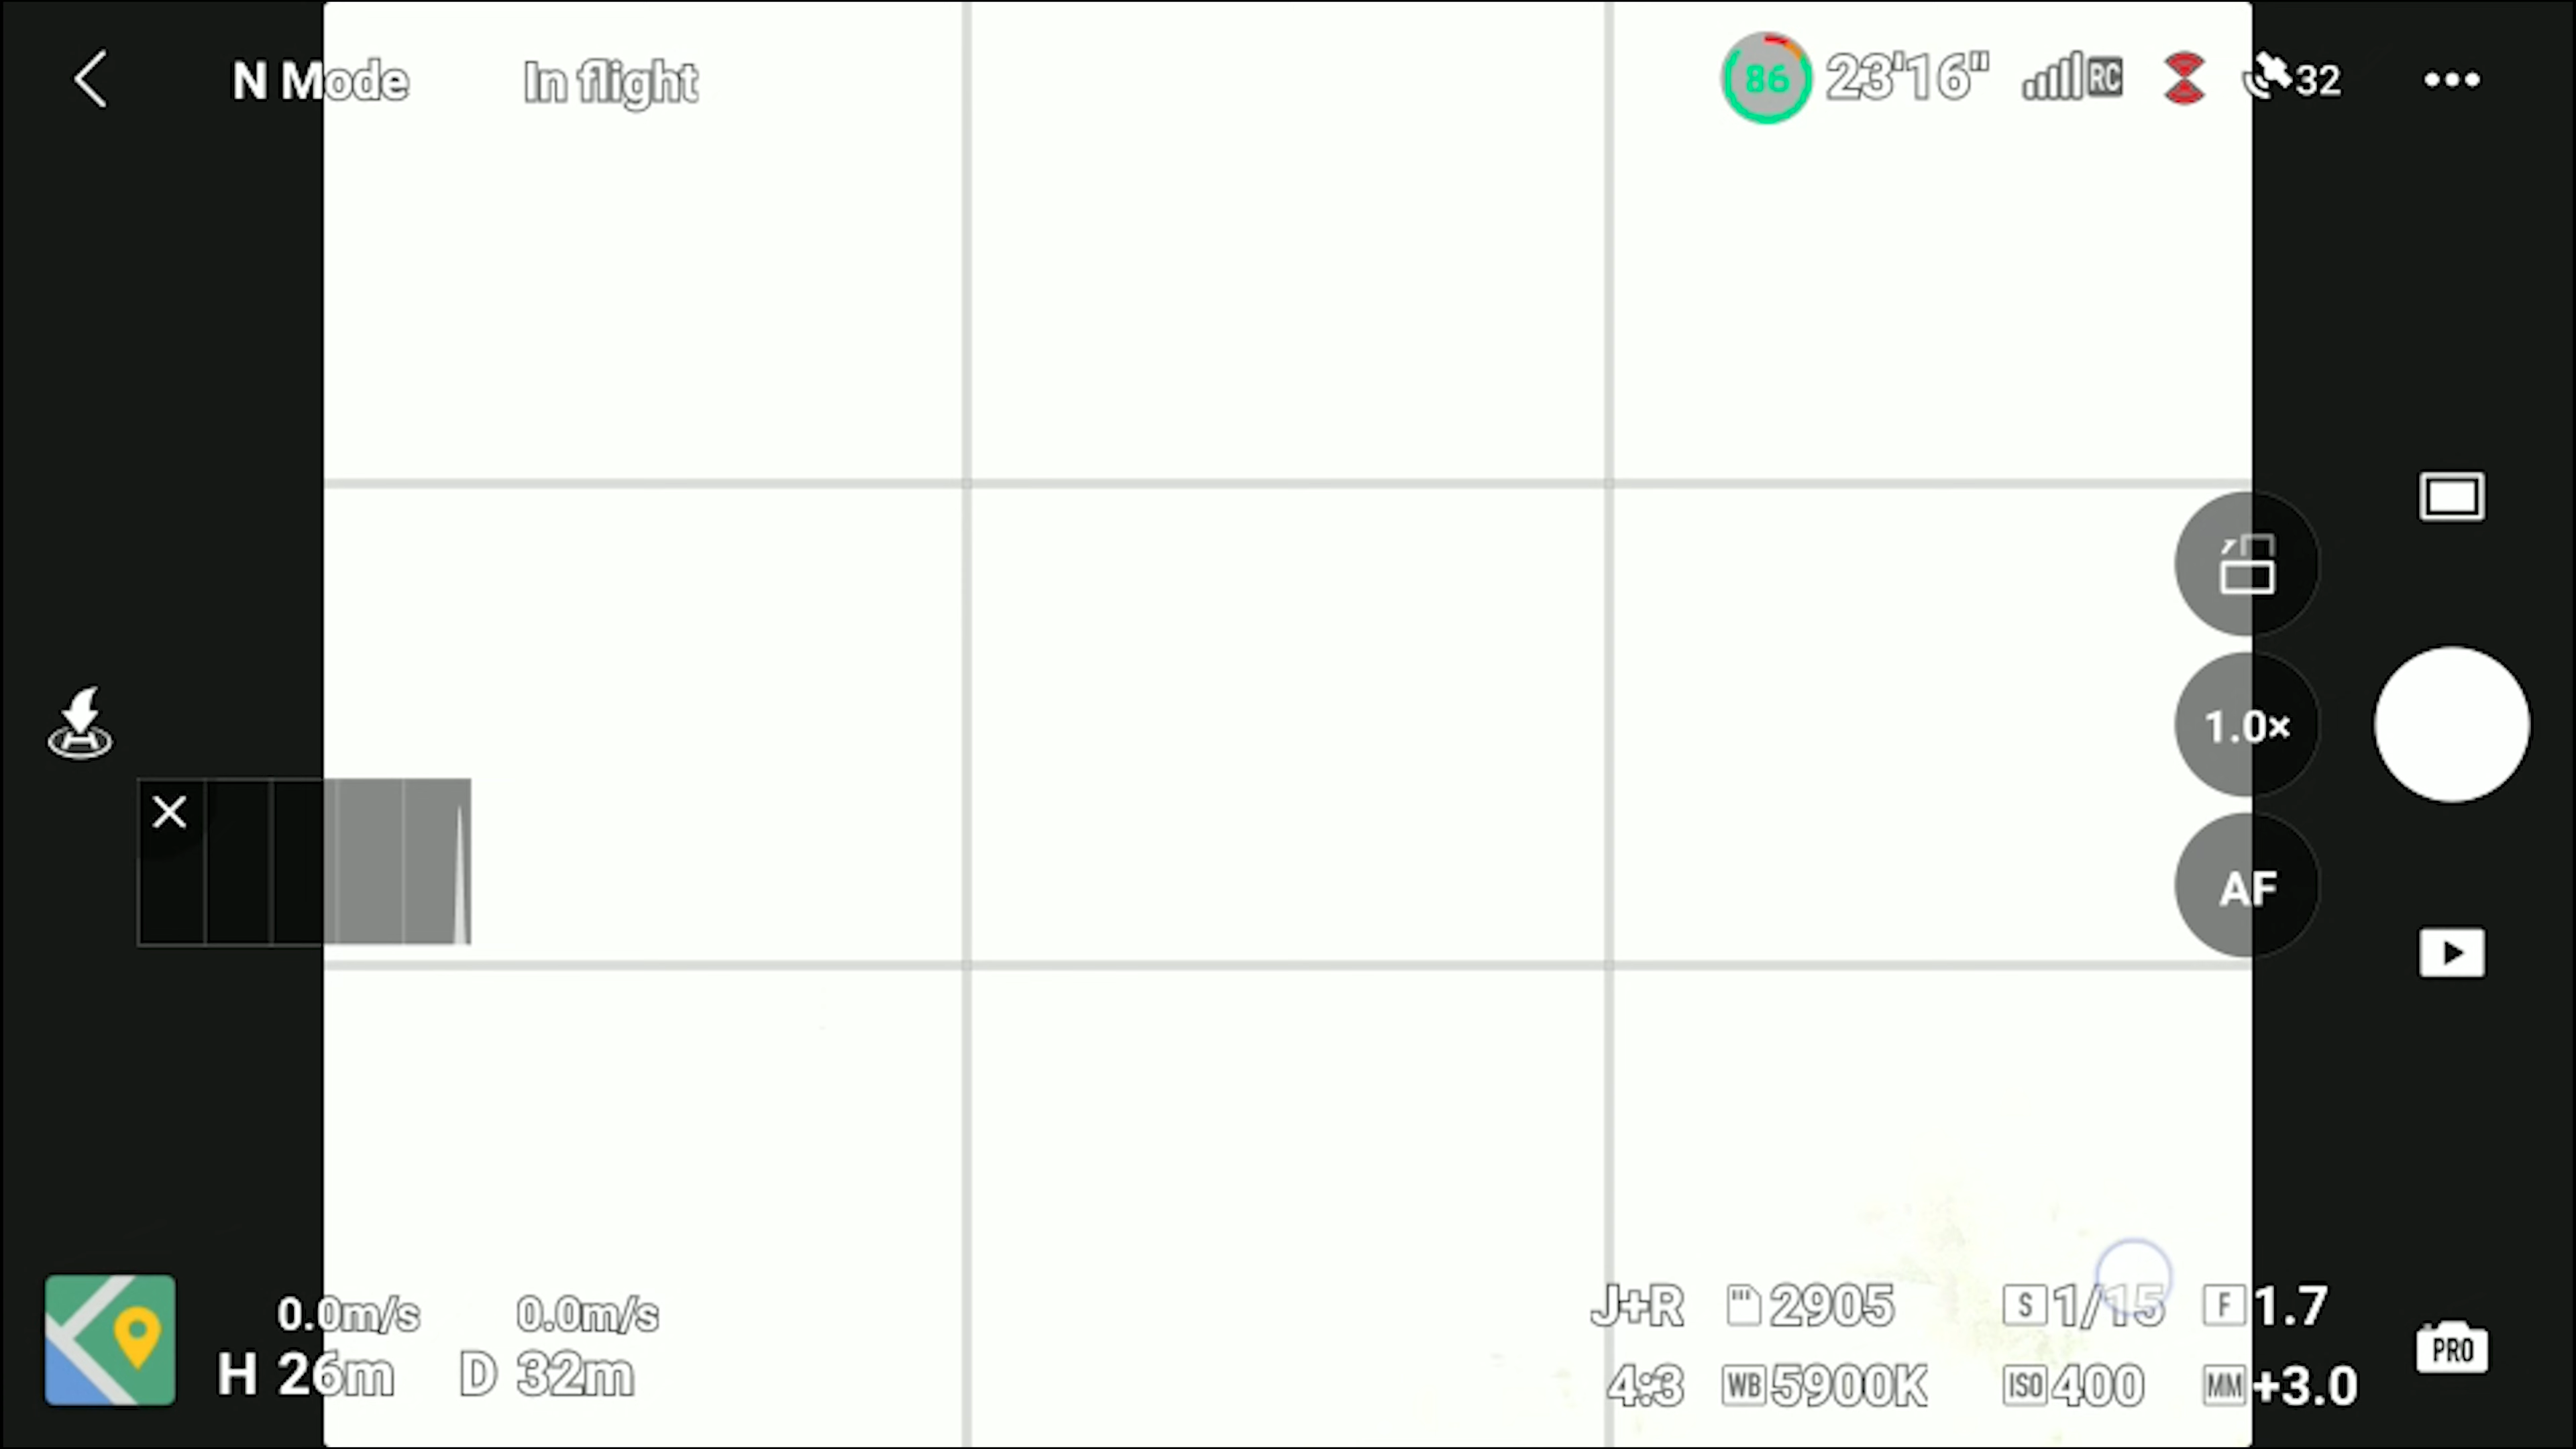 N Mode In flight 86 23'16" RC 32
1.0×
AF
0.0m/s 0.0m/s J+R 2905 S 1/15 F 1.7
H 26m D 32m 4:3 WB 5900K ISO 400 MM +3.0
PRO